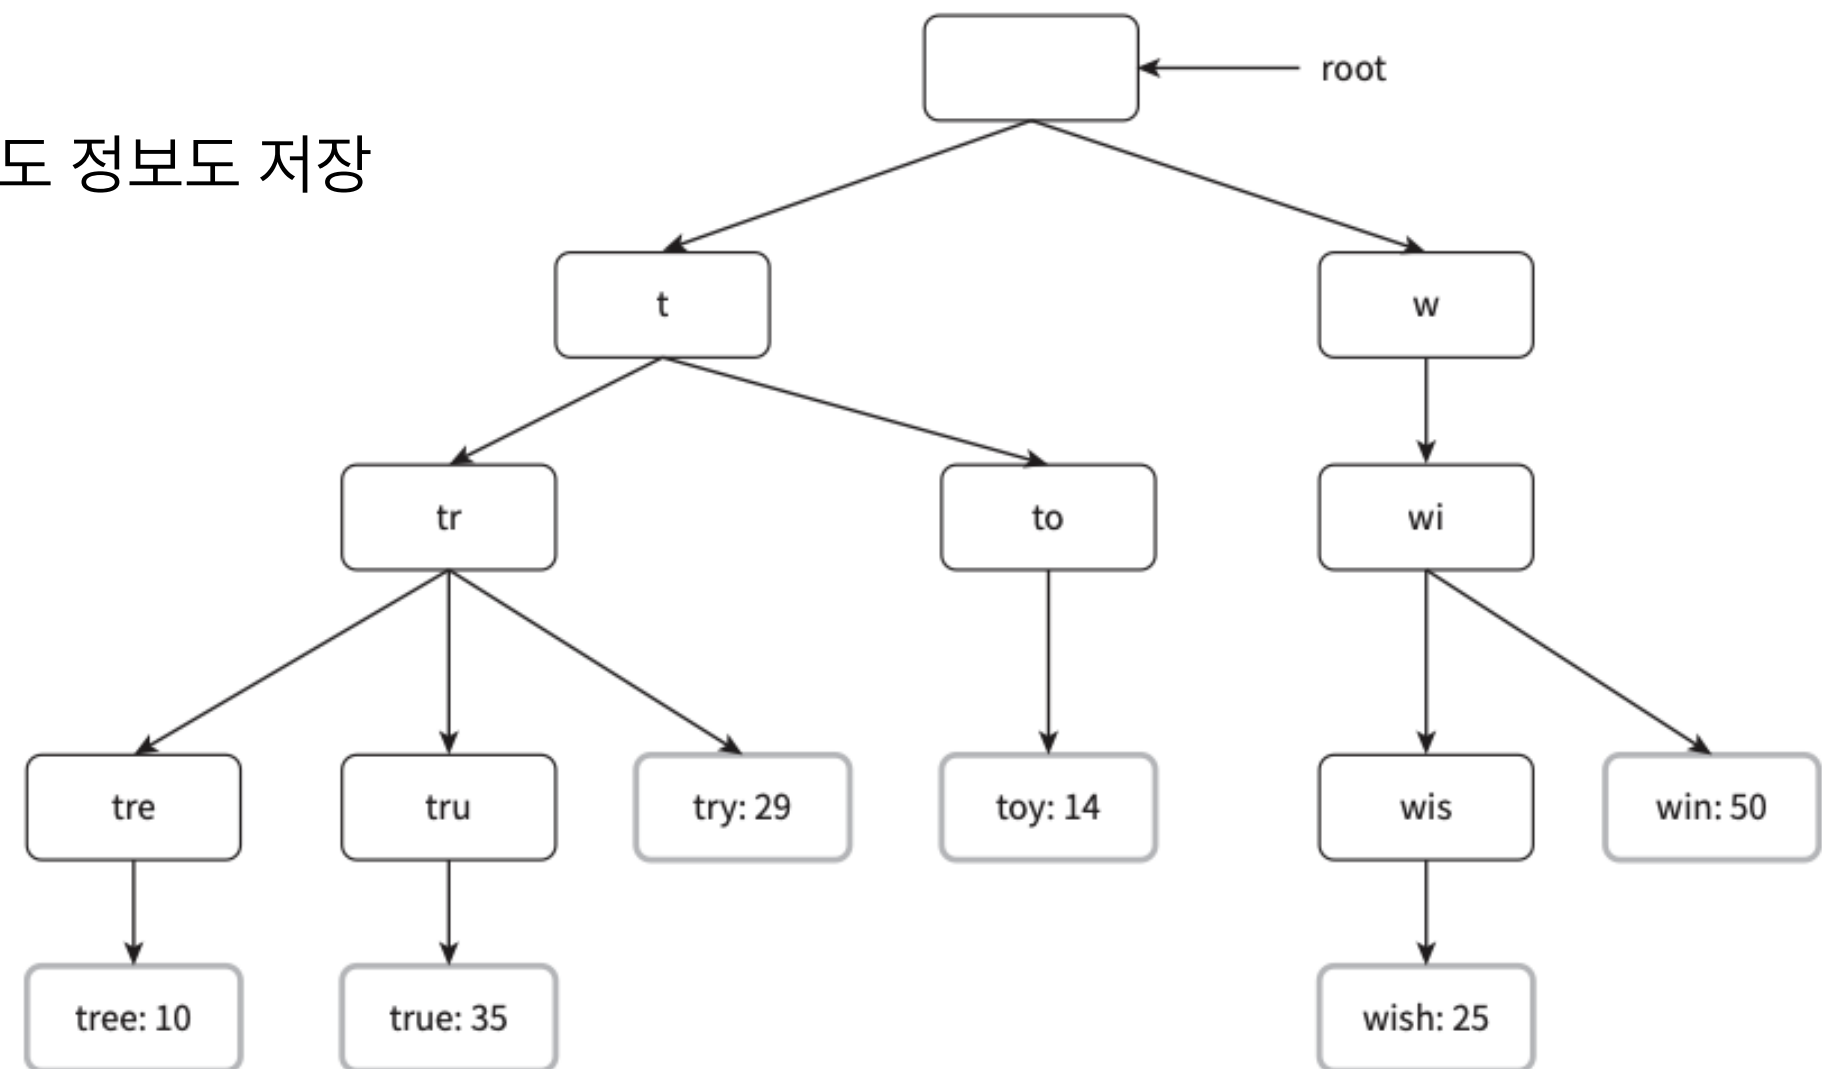 root
도 정보도 저장
t
w
tr
to
wi
tre
tru
try: 29
toy: 14
wis
win: 50
tree: 10
true: 35
wish: 25